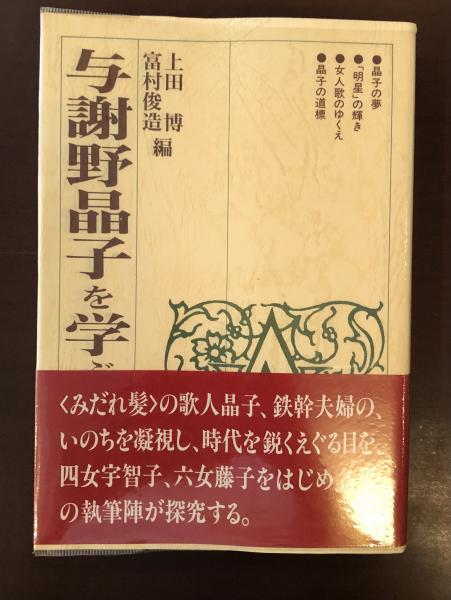 ●晶子の夢
●「明星」の輝き
●女人歌のゆくえ
●晶子の道標
上田 博
富村俊造 編
与謝野晶子を学ぶ
〈みだれ髪〉の歌人晶子、鉄幹夫婦の、
いのちを凝視し、時代を鋭くえぐる目を、
四女宇智子、六女藤子をはじめ
の執筆陣が探究する。